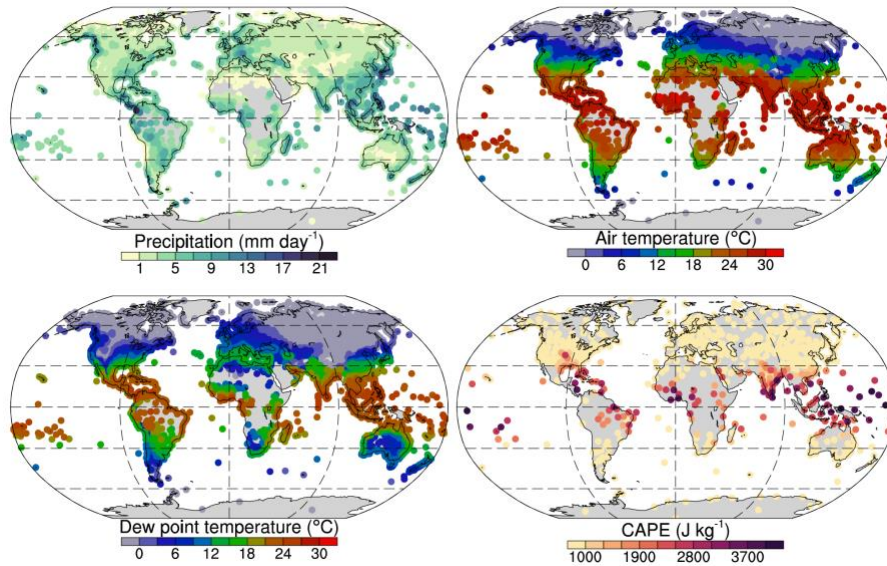 Precipitation (mm day⁻¹)
1 5 9 13 17 21
Air temperature (°C)
0 6 12 18 24 30
Dew point temperature (°C)
0 6 12 18 24 30
CAPE (J kg⁻¹)
1000 1900 2800 3700